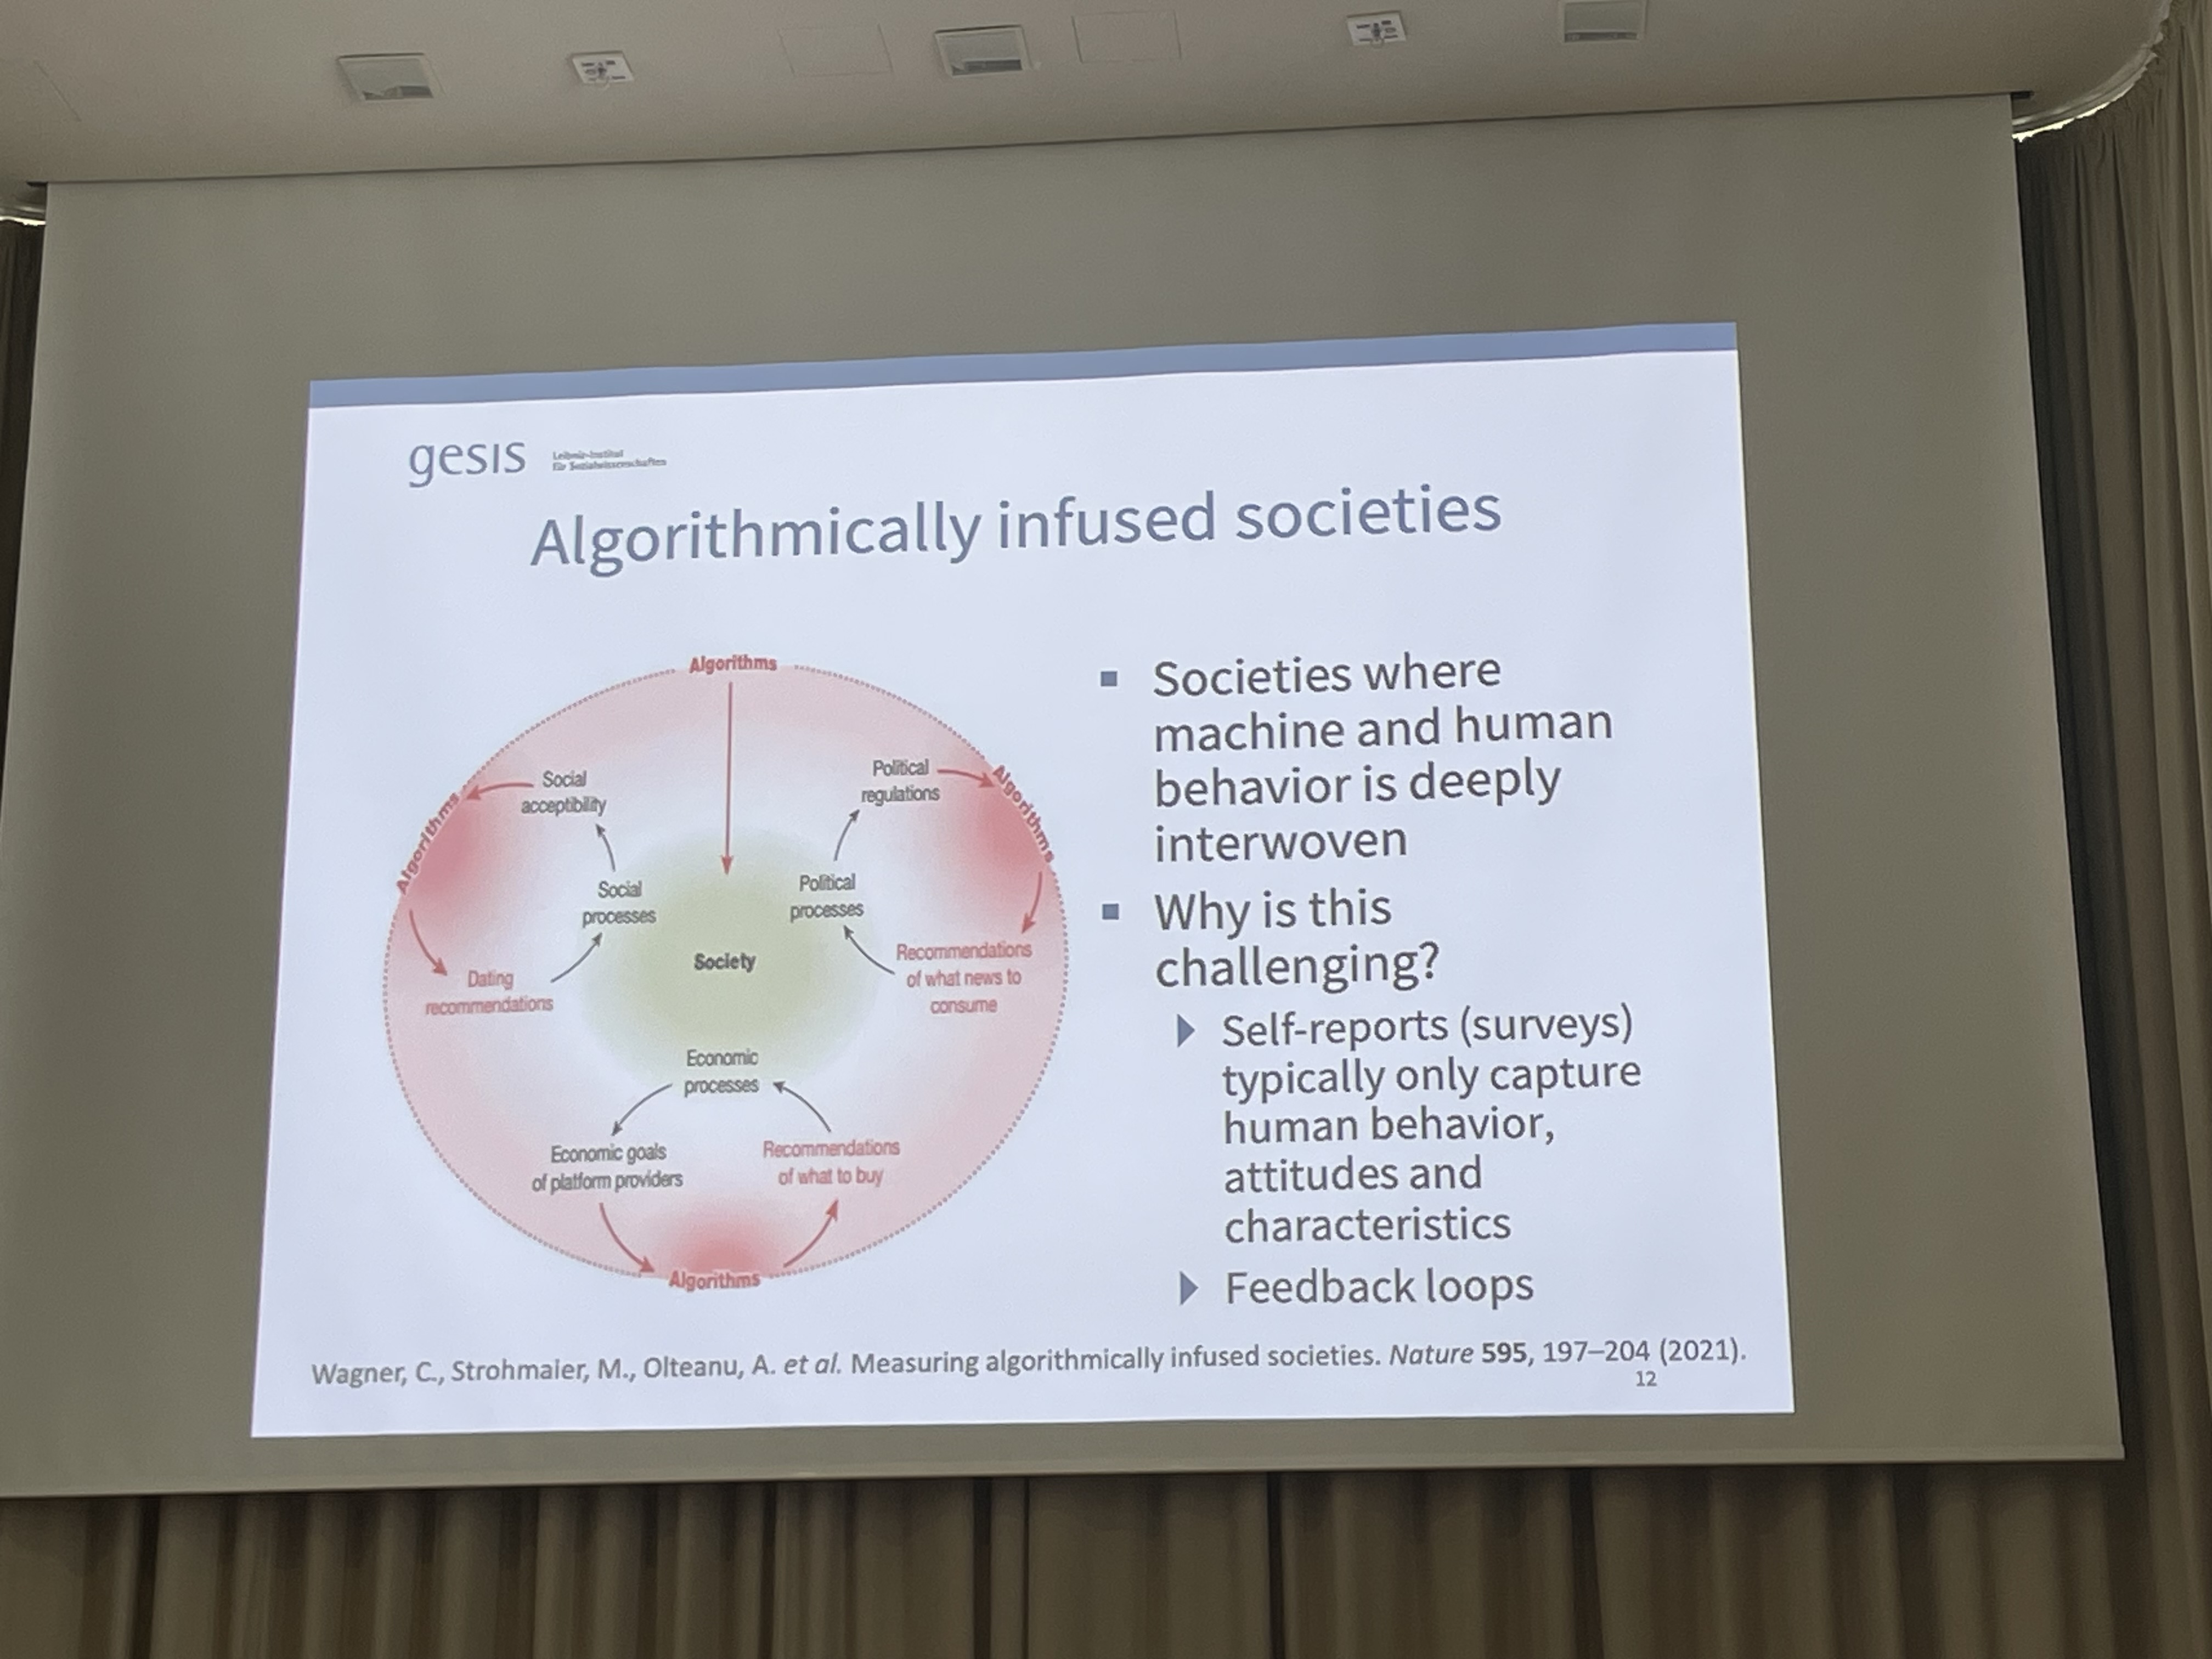 gesis
Leibniz-Institut
für Sozialwissenschaften
Algorithmically infused societies
Algorithms
Social
acceptibility
Political
regulations
Algorithms
Algorithms
Social
processes
Political
processes
Society
Dating
recommendations
Recommendations
of what news to
consume
Economic
processes
Economic goals
of platform providers
Recommendations
of what to buy
Algorithms
Societies where
machine and human
behavior is deeply
interwoven
Why is this
challenging?
Self-reports (surveys)
typically only capture
human behavior,
attitudes and
characteristics
Feedback loops
Wagner, C., Strohmaier, M., Olteanu, A. et al. Measuring algorithmically infused societies. Nature 595, 197–204 (2021).
12